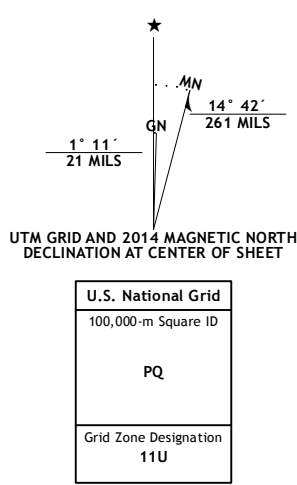 ★
MN
14° 42´
261 MILS
GN
1° 11´
21 MILS
UTM GRID AND 2014 MAGNETIC NORTH
DECLINATION AT CENTER OF SHEET
U.S. National Grid
100,000-m Square ID
PQ
Grid Zone Designation
11U